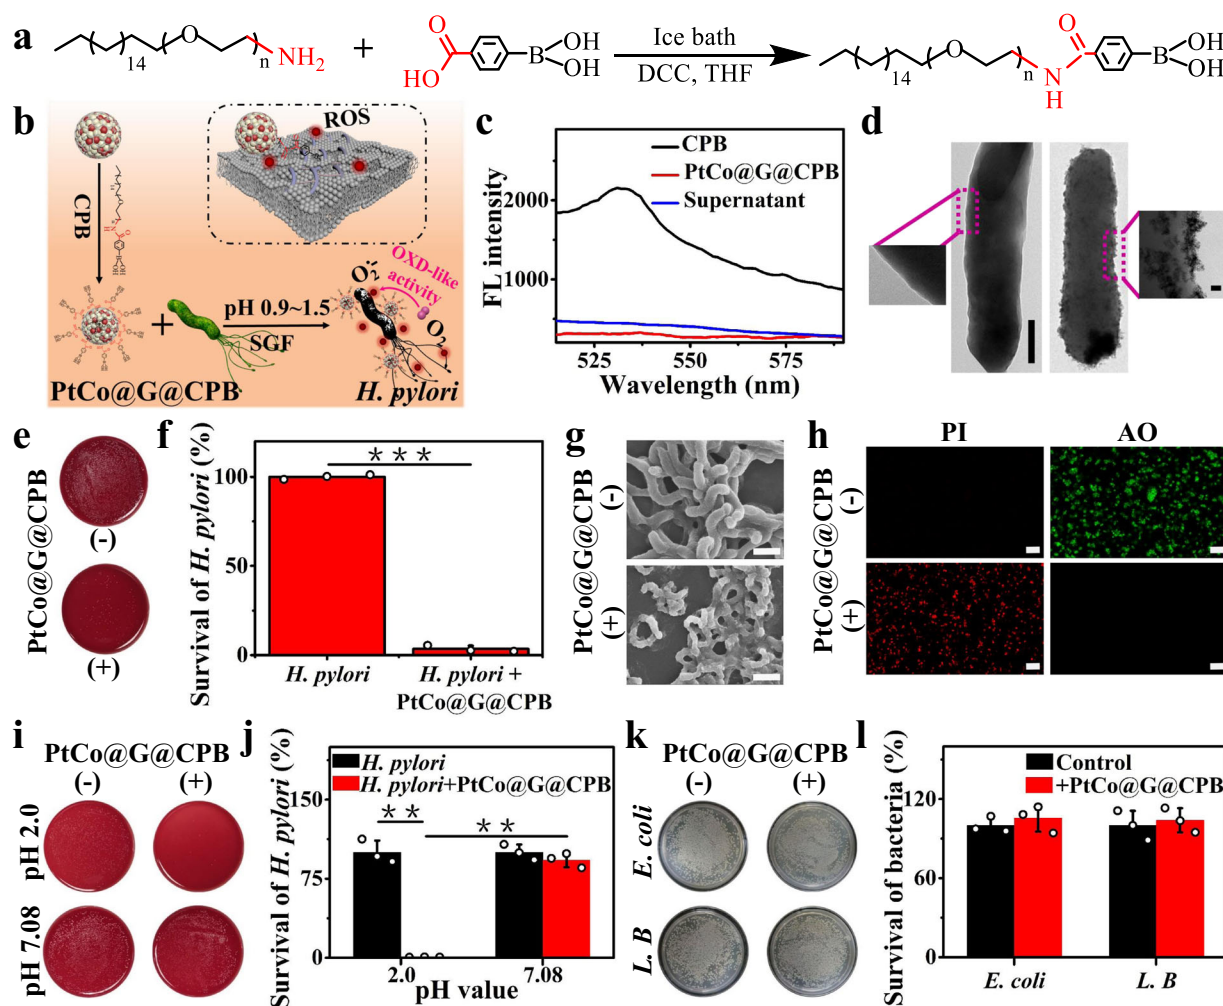 a
14
O
n
NH₂
+
O
HO
B
OH
OH
Ice bath
DCC, THF
14
O
n
N
H
O
B
OH
OH
b
CPB
PtCo@G@CPB
+
pH 0.9~1.5
SGF
ROS
OXD-like
activity
O₂
H. pylori
c
FL intensity
2000
1000
CPB
PtCo@G@CPB
Supernatant
525
550
575
Wavelength (nm)
d
e
PtCo@G@CPB
(-)
(+)
f
Survival of H. pylori (%)
100
50
0
***
H. pylori
H. pylori +
PtCo@G@CPB
g
PtCo@G@CPB
(-)
(+)
h
PI
AO
PtCo@G@CPB
(-)
(+)
i
PtCo@G@CPB
(-)
(+)
pH 2.0
pH 7.08
j
Survival of H. pylori (%)
150
75
0
H. pylori
H. pylori+PtCo@G@CPB
**
**
2.0
7.08
pH value
k
PtCo@G@CPB
(-)
(+)
E. coli
L. B
l
Survival of bacteria (%)
120
60
0
Control
+PtCo@G@CPB
E. coli
L. B